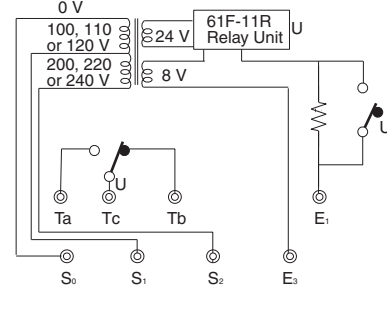 0 V
100, 110
or 120 V
200, 220
or 240 V
24 V
8 V
61F-11R
Relay Unit
U
U
U
Ta
Tc
Tb
E₁
S₀
S₁
S₂
E₃